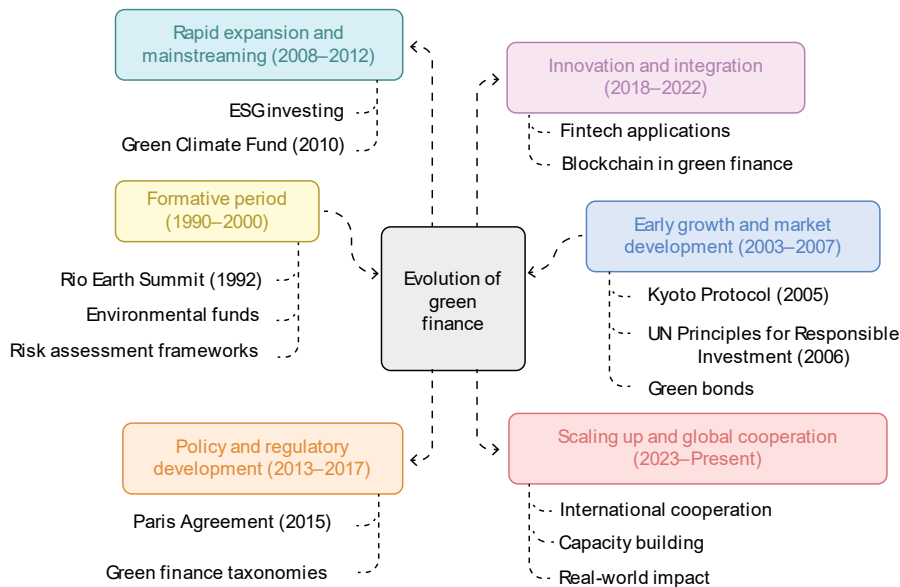 Rapid expansion and
mainstreaming (2008–2012)
ESG investing
Green Climate Fund (2010)
Innovation and integration
(2018–2022)
Fintech applications
Blockchain in green finance
Formative period
(1990–2000)
Rio Earth Summit (1992)
Environmental funds
Risk assessment frameworks
Evolution of
green
finance
Early growth and market
development (2003–2007)
Kyoto Protocol (2005)
UN Principles for Responsible
Investment (2006)
Green bonds
Policy and regulatory
development (2013–2017)
Paris Agreement (2015)
Green finance taxonomies
Scaling up and global cooperation
(2023–Present)
International cooperation
Capacity building
Real-world impact